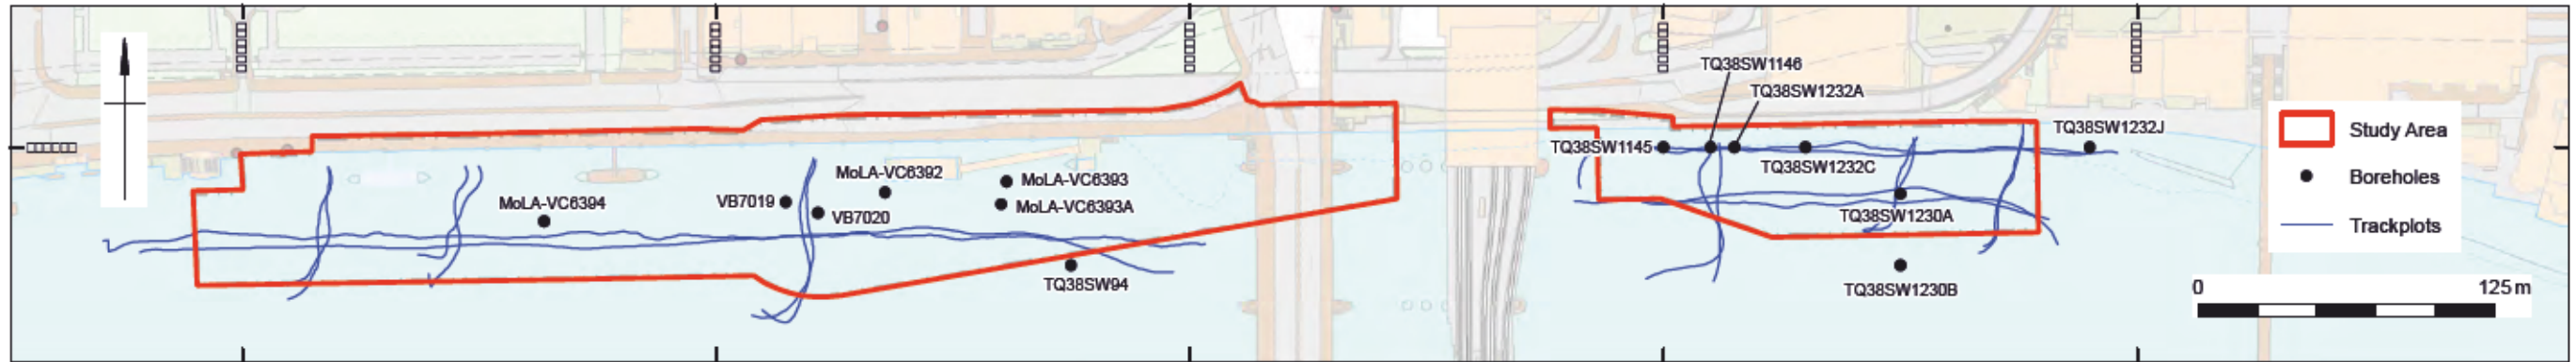 TQ38SW1146
TQ38SW1232A
TQ38SW1232J
TQ38SW1145
TQ38SW1232C
Study Area
MoLA-VC6392
MoLA-VC6393
Boreholes
MoLA-VC6394
VB7019
MoLA-VC6393A
VB7020
TQ38SW1230A
Trackplots
TQ38SW94
TQ38SW1230B
0
125 m